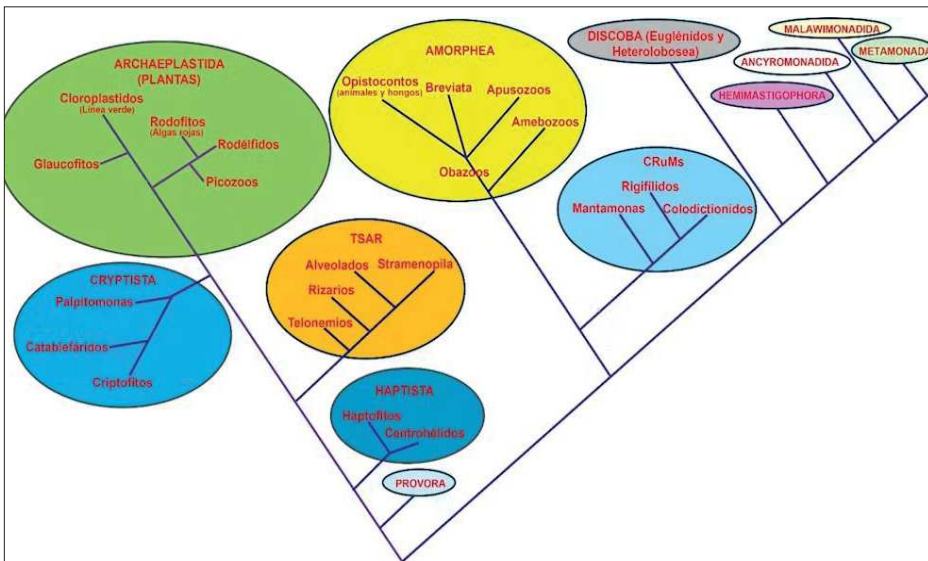 ARCHAEPLASTIDA
(PLANTAS)
Cloroplastidos
(Línea verde)
Rodofitos
(Algas rojas)
Rodélfidos
Glaucofitos
Picozoos
AMORPHEA
Opistocontos
(animales y hongos)
Breviata
Apusozoos
Amebozoos
Obazoos
DISCOBA (Euglénidos y
Heterolobosea)
MALAWIMONADIDA
METAMONADA
ANCYROMONADIDA
HEMIMASTIGOPHORA
CRuMs
Rigifílidos
Mantamonas
Colodictionidos
TSAR
Alveolados
Stramenopila
Rizarios
Telonemios
CRYPTISTA
Palpitomonas
Catablefáridos
Criptofitos
HAPTISTA
Haptofitos
Centrohélidos
PROVORA